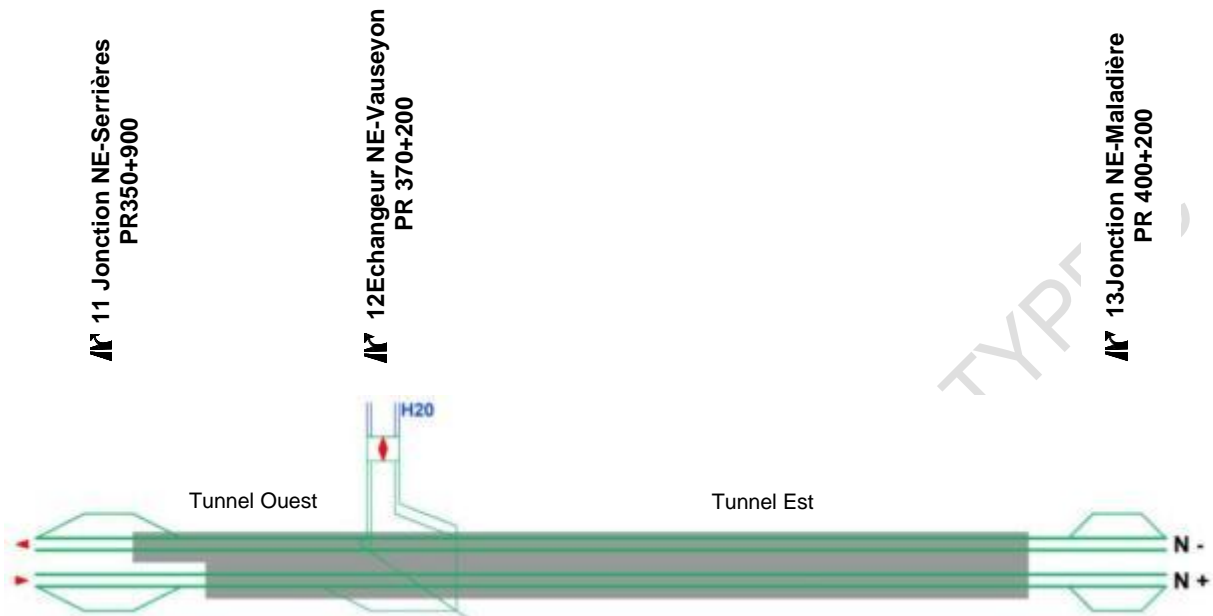 11 Jonction NE-Serrières
PR350+900
12Echangeur NE-Vauseyon
PR 370+200
13Jonction NE-Maladière
PR 400+200
H20
Tunnel Ouest
Tunnel Est
N -
N +